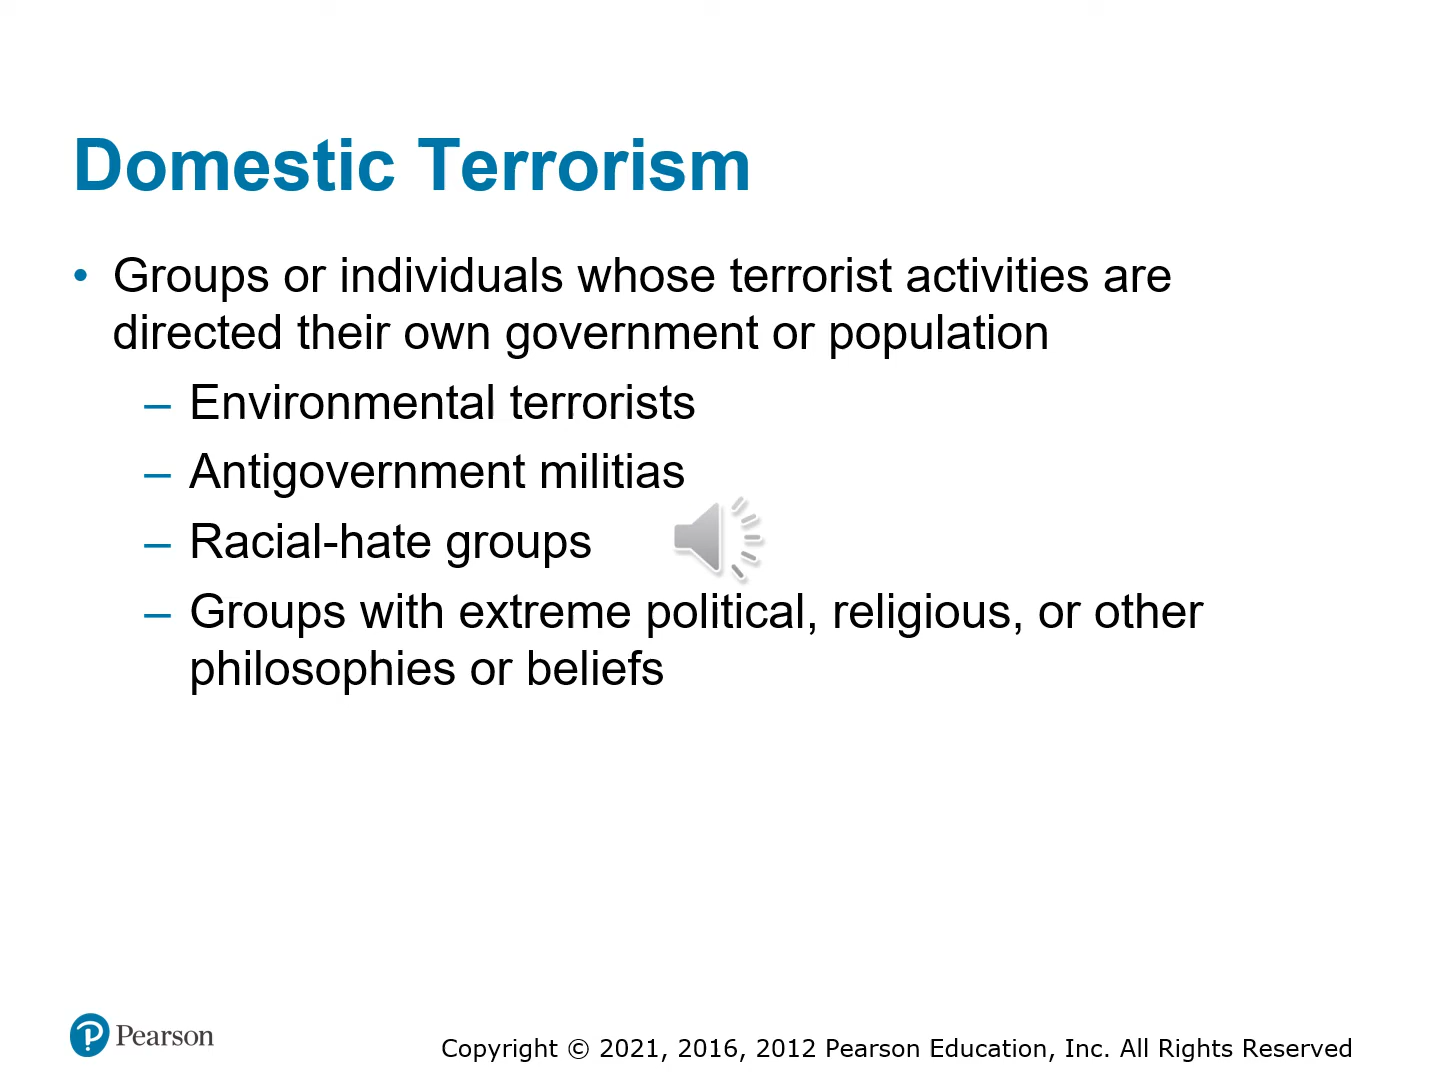 Domestic Terrorism
• Groups or individuals whose terrorist activities are
directed their own government or population
– Environmental terrorists
– Antigovernment militias
– Racial-hate groups
– Groups with extreme political, religious, or other
philosophies or beliefs
Pearson
Copyright © 2021, 2016, 2012 Pearson Education, Inc. All Rights Reserved